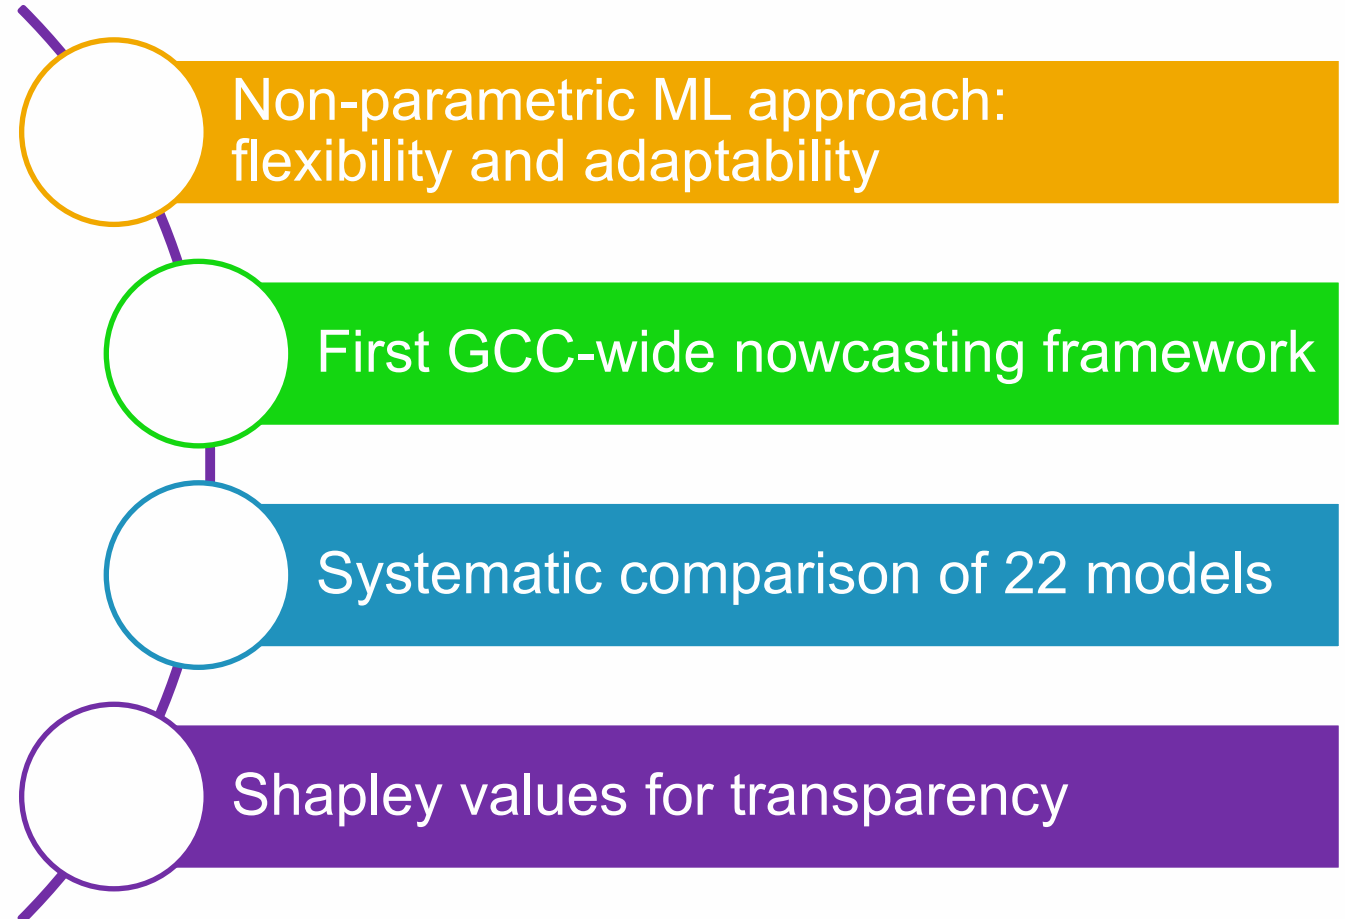 Non-parametric ML approach:
flexibility and adaptability
First GCC-wide nowcasting framework
Systematic comparison of 22 models
Shapley values for transparency